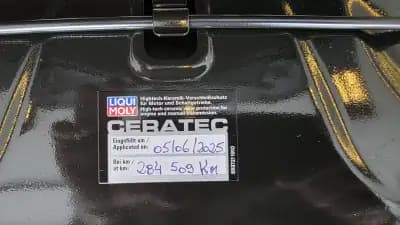 LIQUI MOLY
Hightech-Keramik-Verschleißschutz
für Motor und Schaltgetriebe.
High-tech-ceramic wear protection for
engine and manual transmission.
CERATEC
Eingefüllt am /
Applicated on: 05/06/2025
Bei km /
at km: 284 509 Km